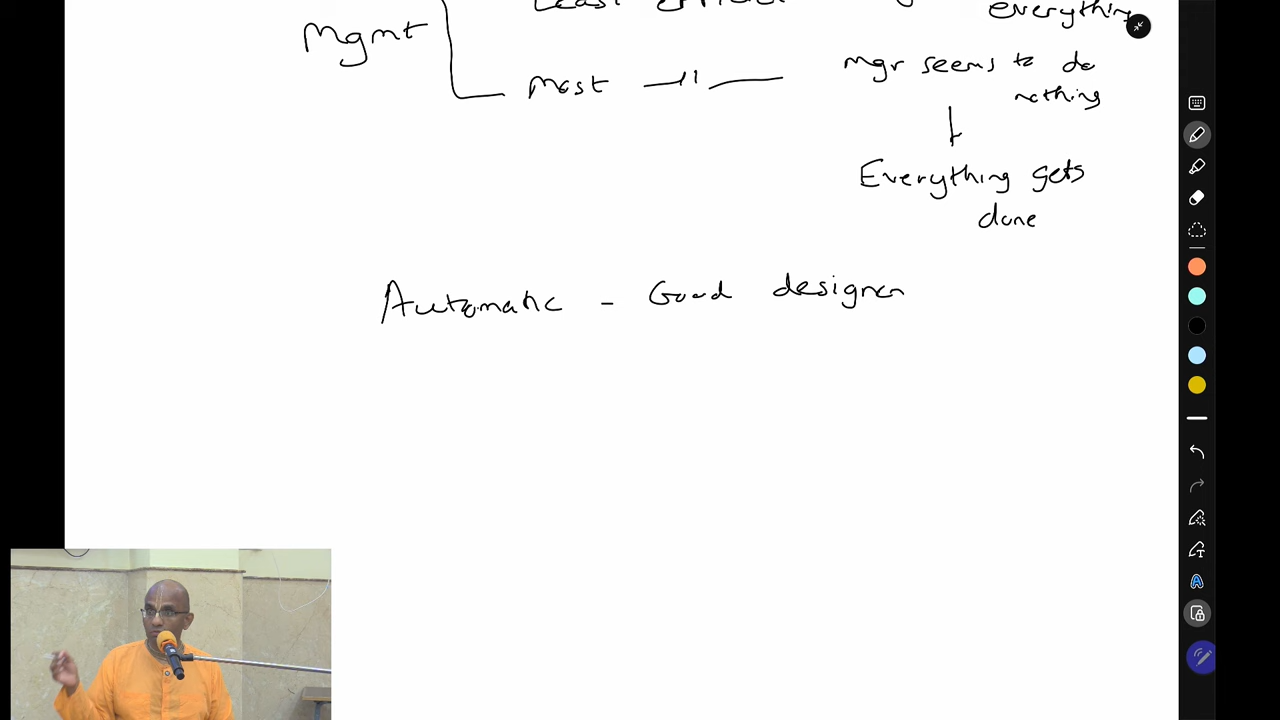 everything
Mgmt
Most —"—
mgr seems to do
nothing
Everything gets
done
Automatic - Good designer